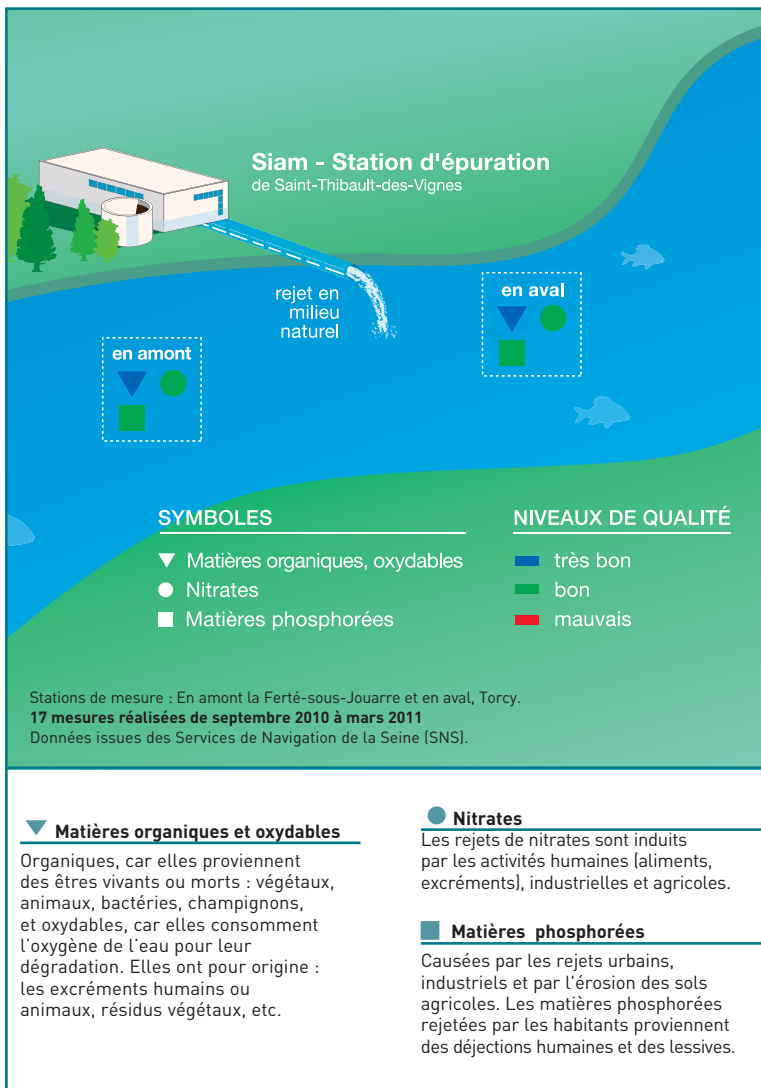 Siam - Station d'épuration
de Saint-Thibault-des-Vignes
rejet en
milieu
naturel
en aval
en amont
SYMBOLES
Matières organiques, oxydables
Nitrates
Matières phosphorées
NIVEAUX DE QUALITÉ
très bon
bon
mauvais
Stations de mesure : En amont la Ferté-sous-Jouarre et en aval, Torcy.
17 mesures réalisées de septembre 2010 à mars 2011
Données issues des Services de Navigation de la Seine (SNS).
Matières organiques et oxydables
Organiques, car elles proviennent
des êtres vivants ou morts : végétaux,
animaux, bactéries, champignons,
et oxydables, car elles consomment
l'oxygène de l'eau pour leur
dégradation. Elles ont pour origine :
les excréments humains ou
animaux, résidus végétaux, etc.
Nitrates
Les rejets de nitrates sont induits
par les activités humaines (aliments,
excréments), industrielles et agricoles.
Matières phosphorées
Causées par les rejets urbains,
industriels et par l'érosion des sols
agricoles. Les matières phosphorées
rejetées par les habitants proviennent
des déjections humaines et des lessives.